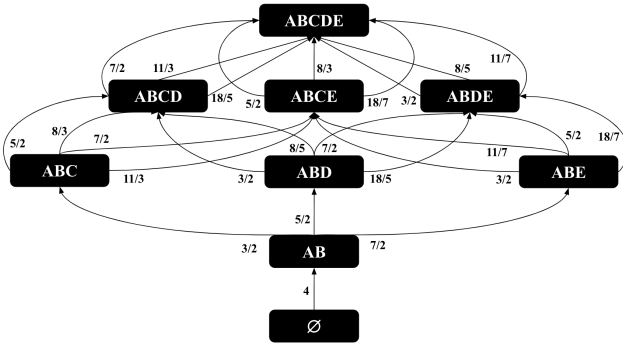 ABCDE
7/2 11/3 8/3 8/5 11/7
ABCD ABCE ABDE
18/5 5/2 18/7 3/2
5/2 8/3 7/2 8/5 7/2 5/2 18/7
11/7
ABC ABD ABE
11/3 3/2 18/5 3/2
5/2
3/2 AB 7/2
4
∅